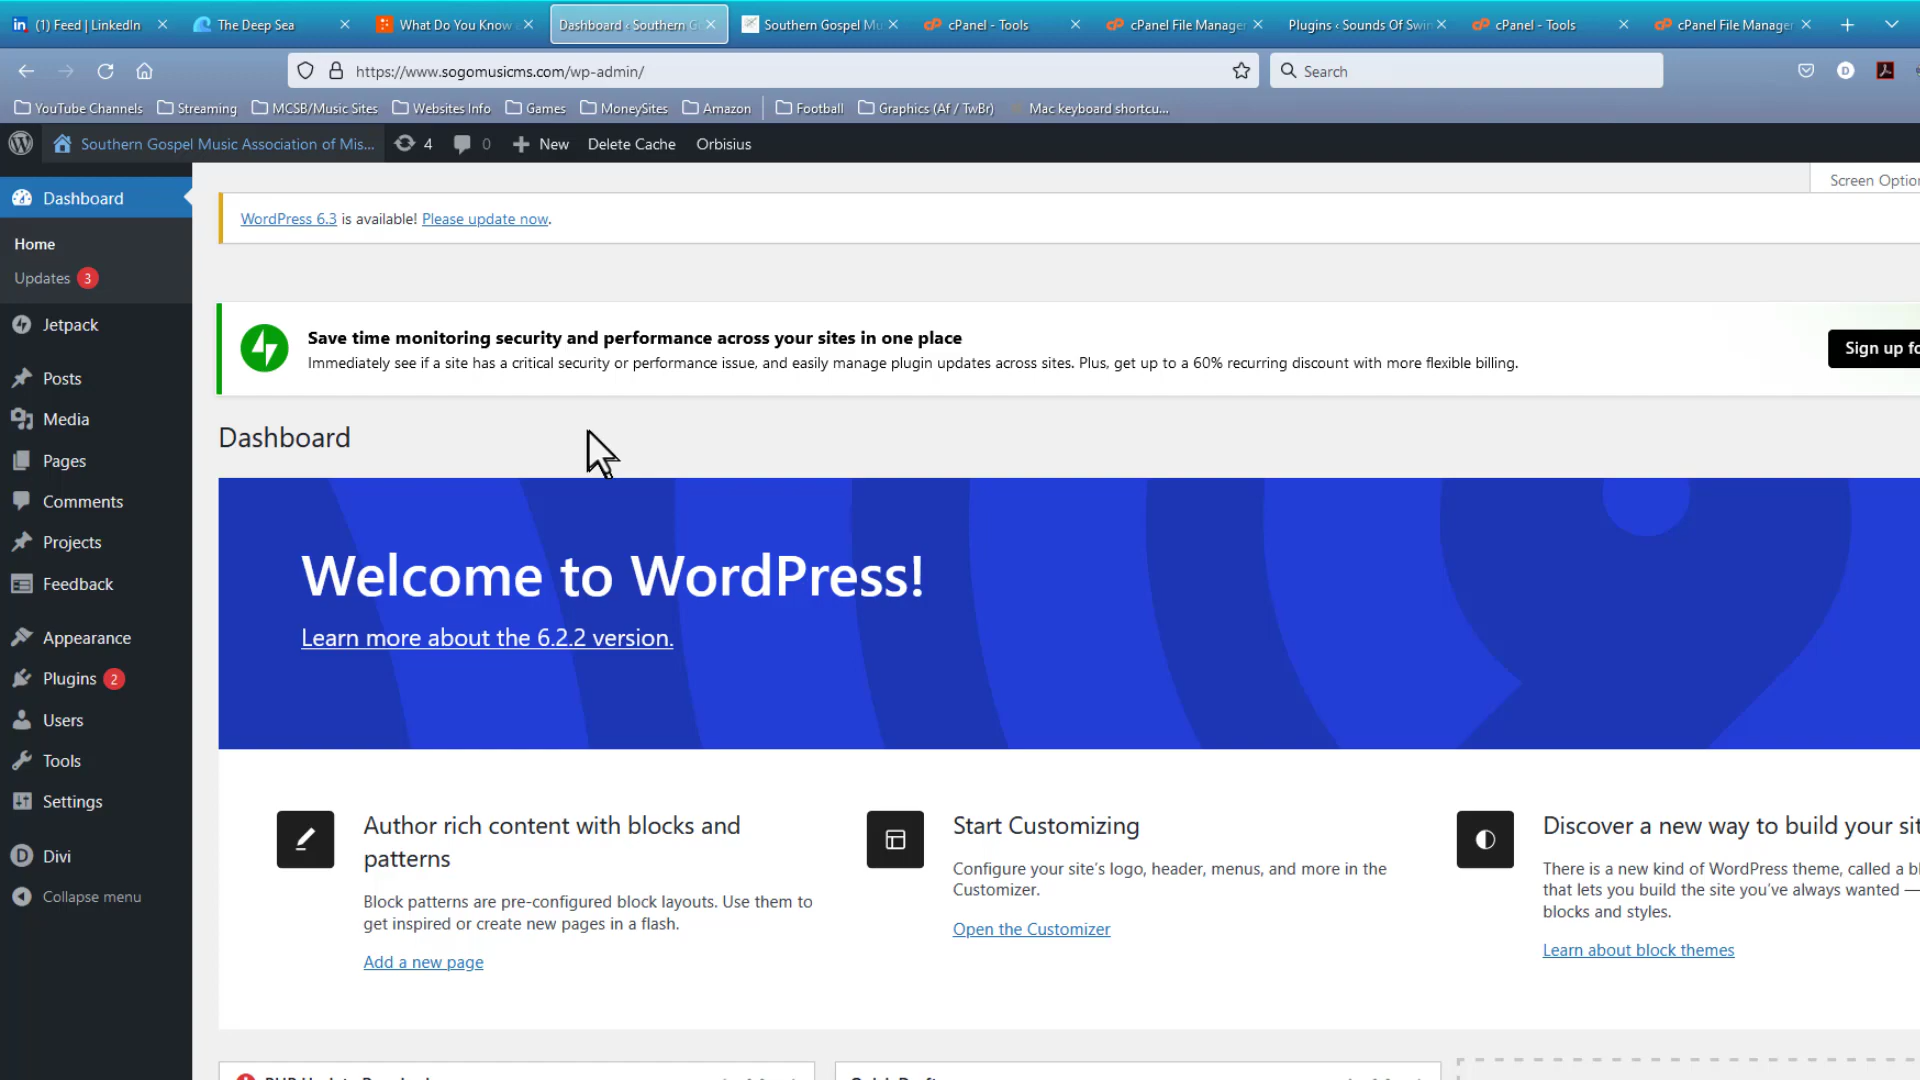 (1) Feed | LinkedIn
The Deep Sea
What Do You Know
Dashboard ‹ Southern G
Southern Gospel Mu
cPanel - Tools
cPanel File Manager
Plugins ‹ Sounds Of Swin
cPanel - Tools
cPanel File Manager
https://www.sogomusicms.com/wp-admin/
Search
D
YouTube Channels
Streaming
MCSB/Music Sites
Websites Info
Games
MoneySites
Amazon
Football
Graphics (Af / TwBr)
Mac keyboard shortcu...
Southern Gospel Music Association of Mis...
4
0
New
Delete Cache
Orbisius
Screen Option
Dashboard
Home
Updates 3
Jetpack
Posts
Media
Pages
Comments
Projects
Feedback
Appearance
Plugins 2
Users
Tools
Settings
Divi
Collapse menu
WordPress 6.3 is available! Please update now.
Save time monitoring security and performance across your sites in one place
Immediately see if a site has a critical security or performance issue, and easily manage plugin updates across sites. Plus, get up to a 60% recurring discount with more flexible billing.
Sign up fo
Dashboard
Welcome to WordPress!
Learn more about the 6.2.2 version.
Author rich content with blocks and
patterns
Block patterns are pre-configured block layouts. Use them to
get inspired or create new pages in a flash.
Add a new page
Start Customizing
Configure your site’s logo, header, menus, and more in the
Customizer.
Open the Customizer
Discover a new way to build your sit
There is a new kind of WordPress theme, called a bl
that lets you build the site you’ve always wanted —
blocks and styles.
Learn about block themes